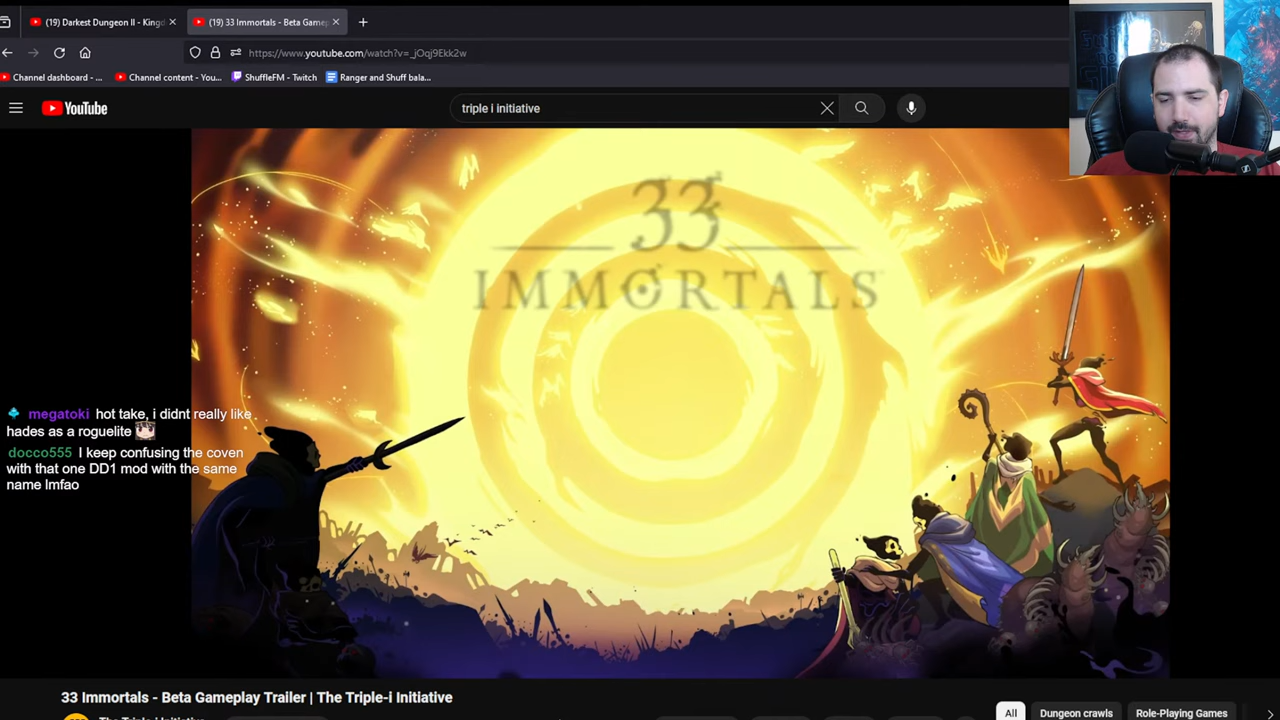 (19) Darkest Dungeon II - Kingd
(19) 33 Immortals - Beta Gamep
https://www.youtube.com/watch?v=_jOqj9Ekk2w
Channel dashboard - ...
Channel content - You...
ShuffleFM - Twitch
Ranger and Shuff bala...
YouTube
triple i initiative
33
IMMORTALS
megatoki hot take, i didnt really like
hades as a roguelite
docco555 I keep confusing the coven
with that one DD1 mod with the same
name lmfao
33 Immortals - Beta Gameplay Trailer | The Triple-i Initiative
The Triple-i Initiative
All
Dungeon crawls
Role-Playing Games